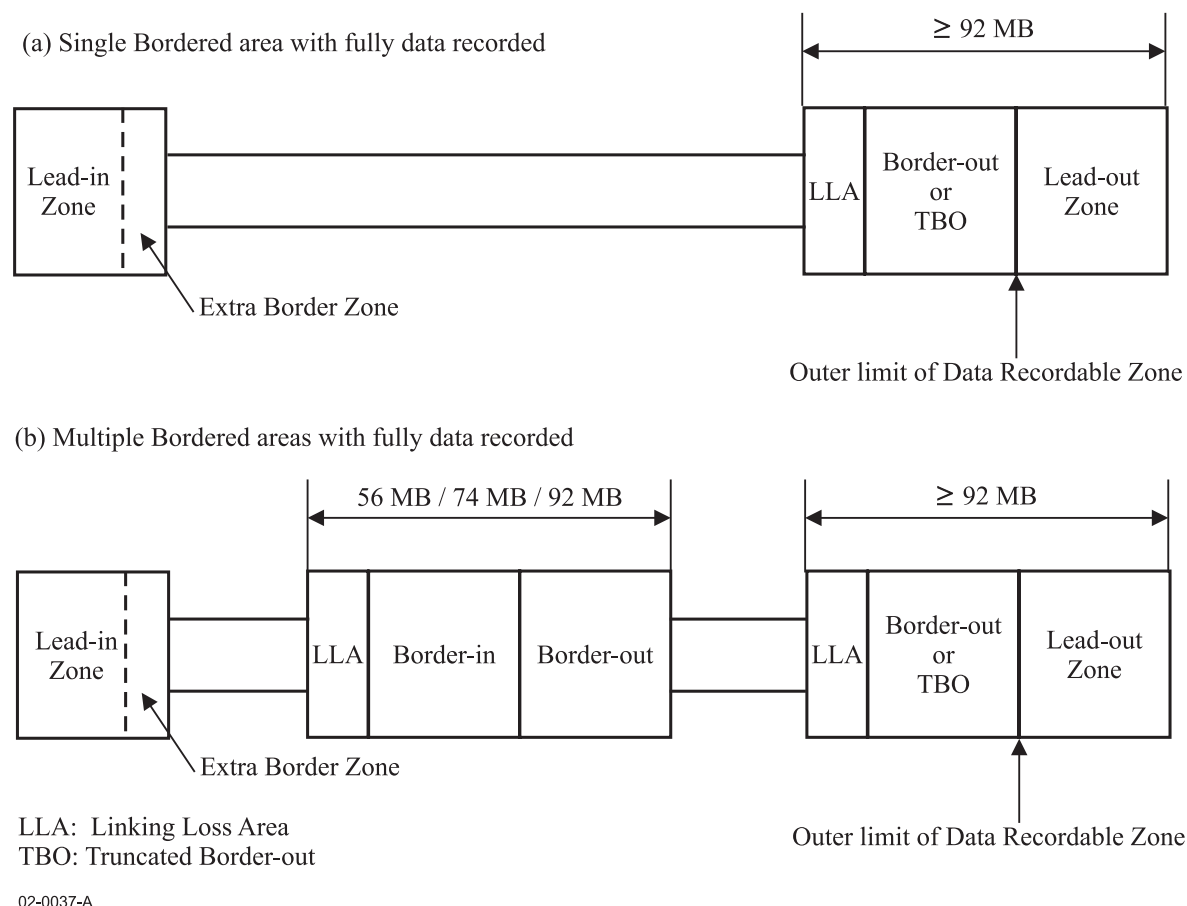 (a) Single Bordered area with fully data recorded
≥ 92 MB
Lead-in
Zone
LLA
Border-out
or
TBO
Lead-out
Zone
Extra Border Zone
Outer limit of Data Recordable Zone
(b) Multiple Bordered areas with fully data recorded
56 MB / 74 MB / 92 MB
≥ 92 MB
Lead-in
Zone
LLA
Border-in
Border-out
LLA
Border-out
or
TBO
Lead-out
Zone
Extra Border Zone
Outer limit of Data Recordable Zone
LLA: Linking Loss Area
TBO: Truncated Border-out
02-0037-A